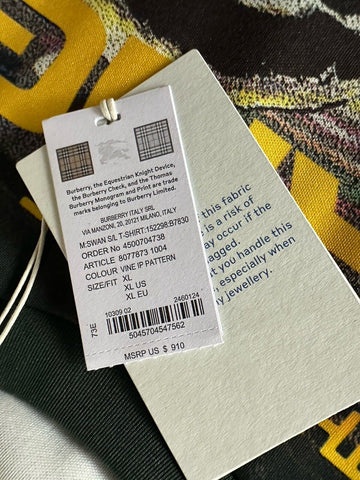 Burberry, the Equestrian Knight Device,
the Burberry Check, and the Thomas
Burberry Monogram and Print are trade
marks belonging to Burberry Limited.
BURBERRY ITALY SRL
VIA MANZONI, 20, 20121 MILANO, ITALY
M:SWAN S/L T-SHIRT:152298:B7830
ORDER No 4500704738
ARTICLE 8077873 1004
COLOUR VINE IP PATTERN
SIZE/FIT XL
XL US
XL EU
73E
10309 02 2460124
5045704547562
MSRP US $ 910
this fabric
is a risk of
ay occur if the
agged.
t you handle this
, especially when
y jewellery.